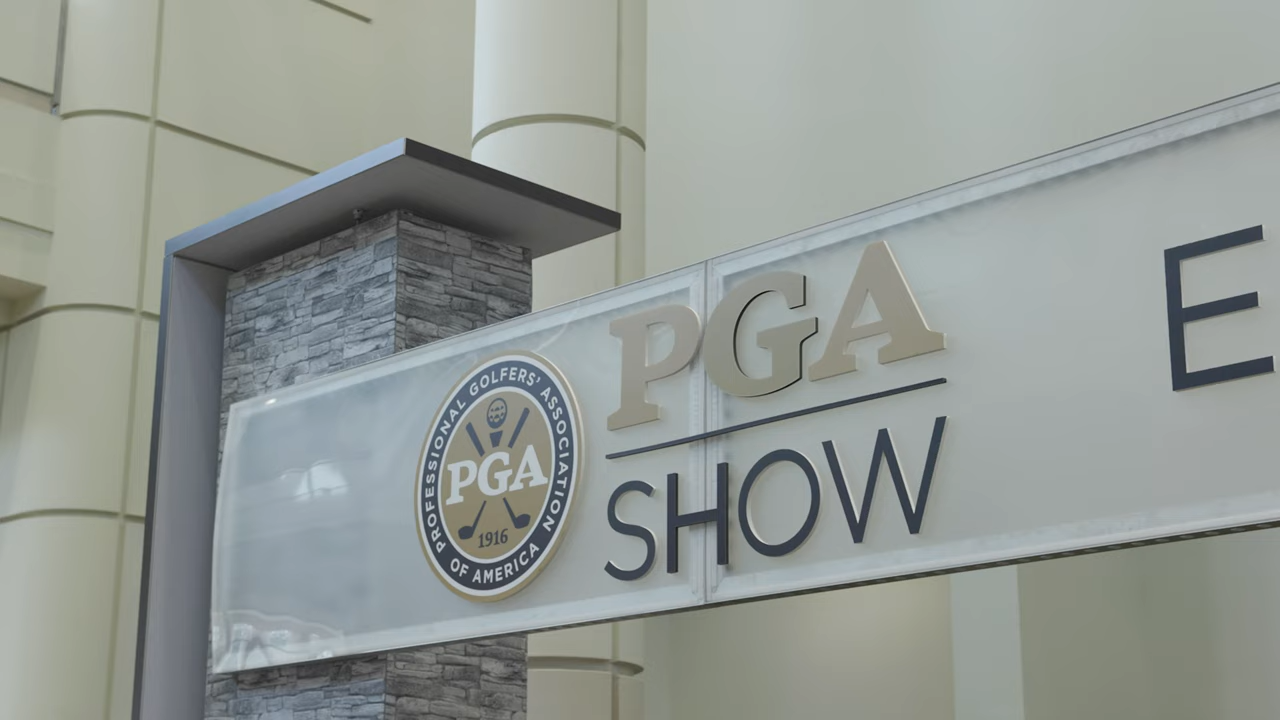 PROFESSIONAL GOLFERS' ASSOCIATION
OF AMERICA
PGA
1916
PGA
SHOW
E